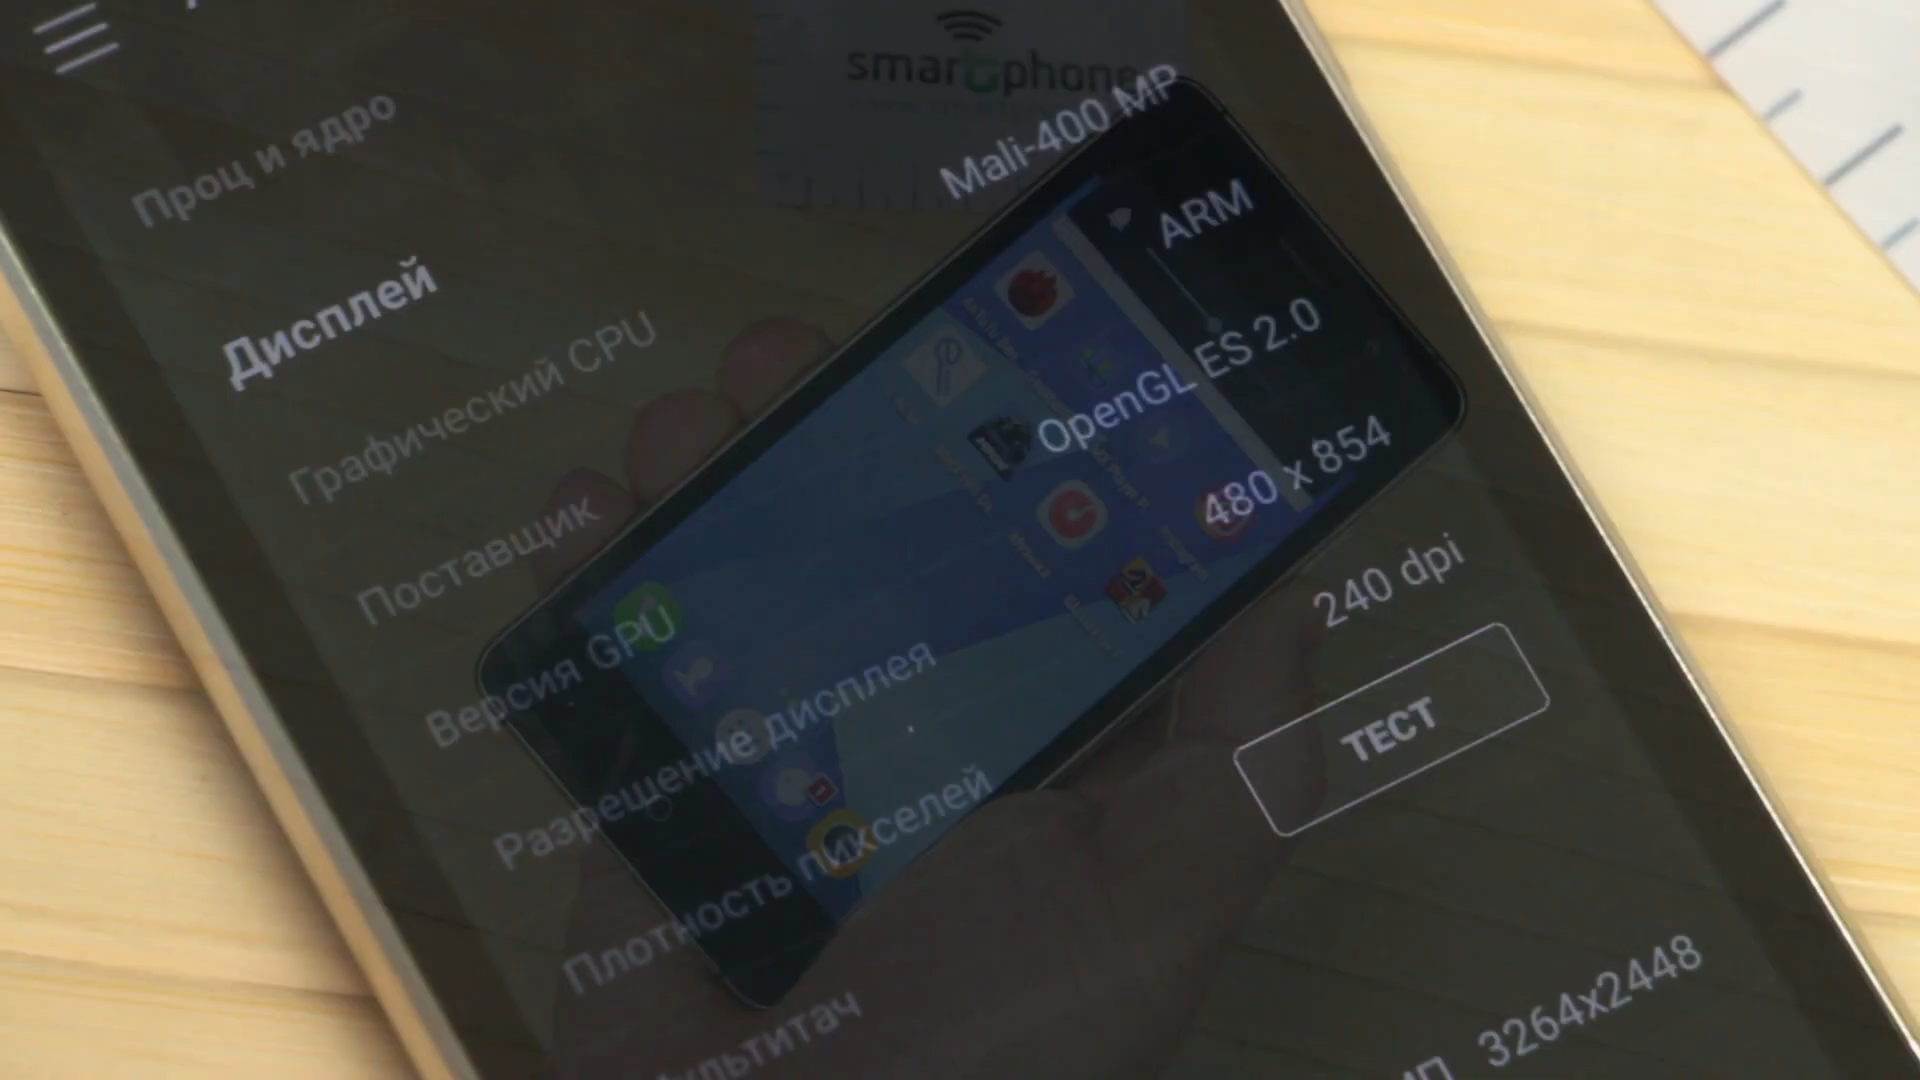 smartphone
Проц и ядро
Дисплей
Графический CPU
Mali-400 MP
Поставщик
ARM
Версия GPU
OpenGL ES 2.0
Разрешение дисплея
480 x 854
Плотность пикселей
240 dpi
ТЕСТ
3264x2448